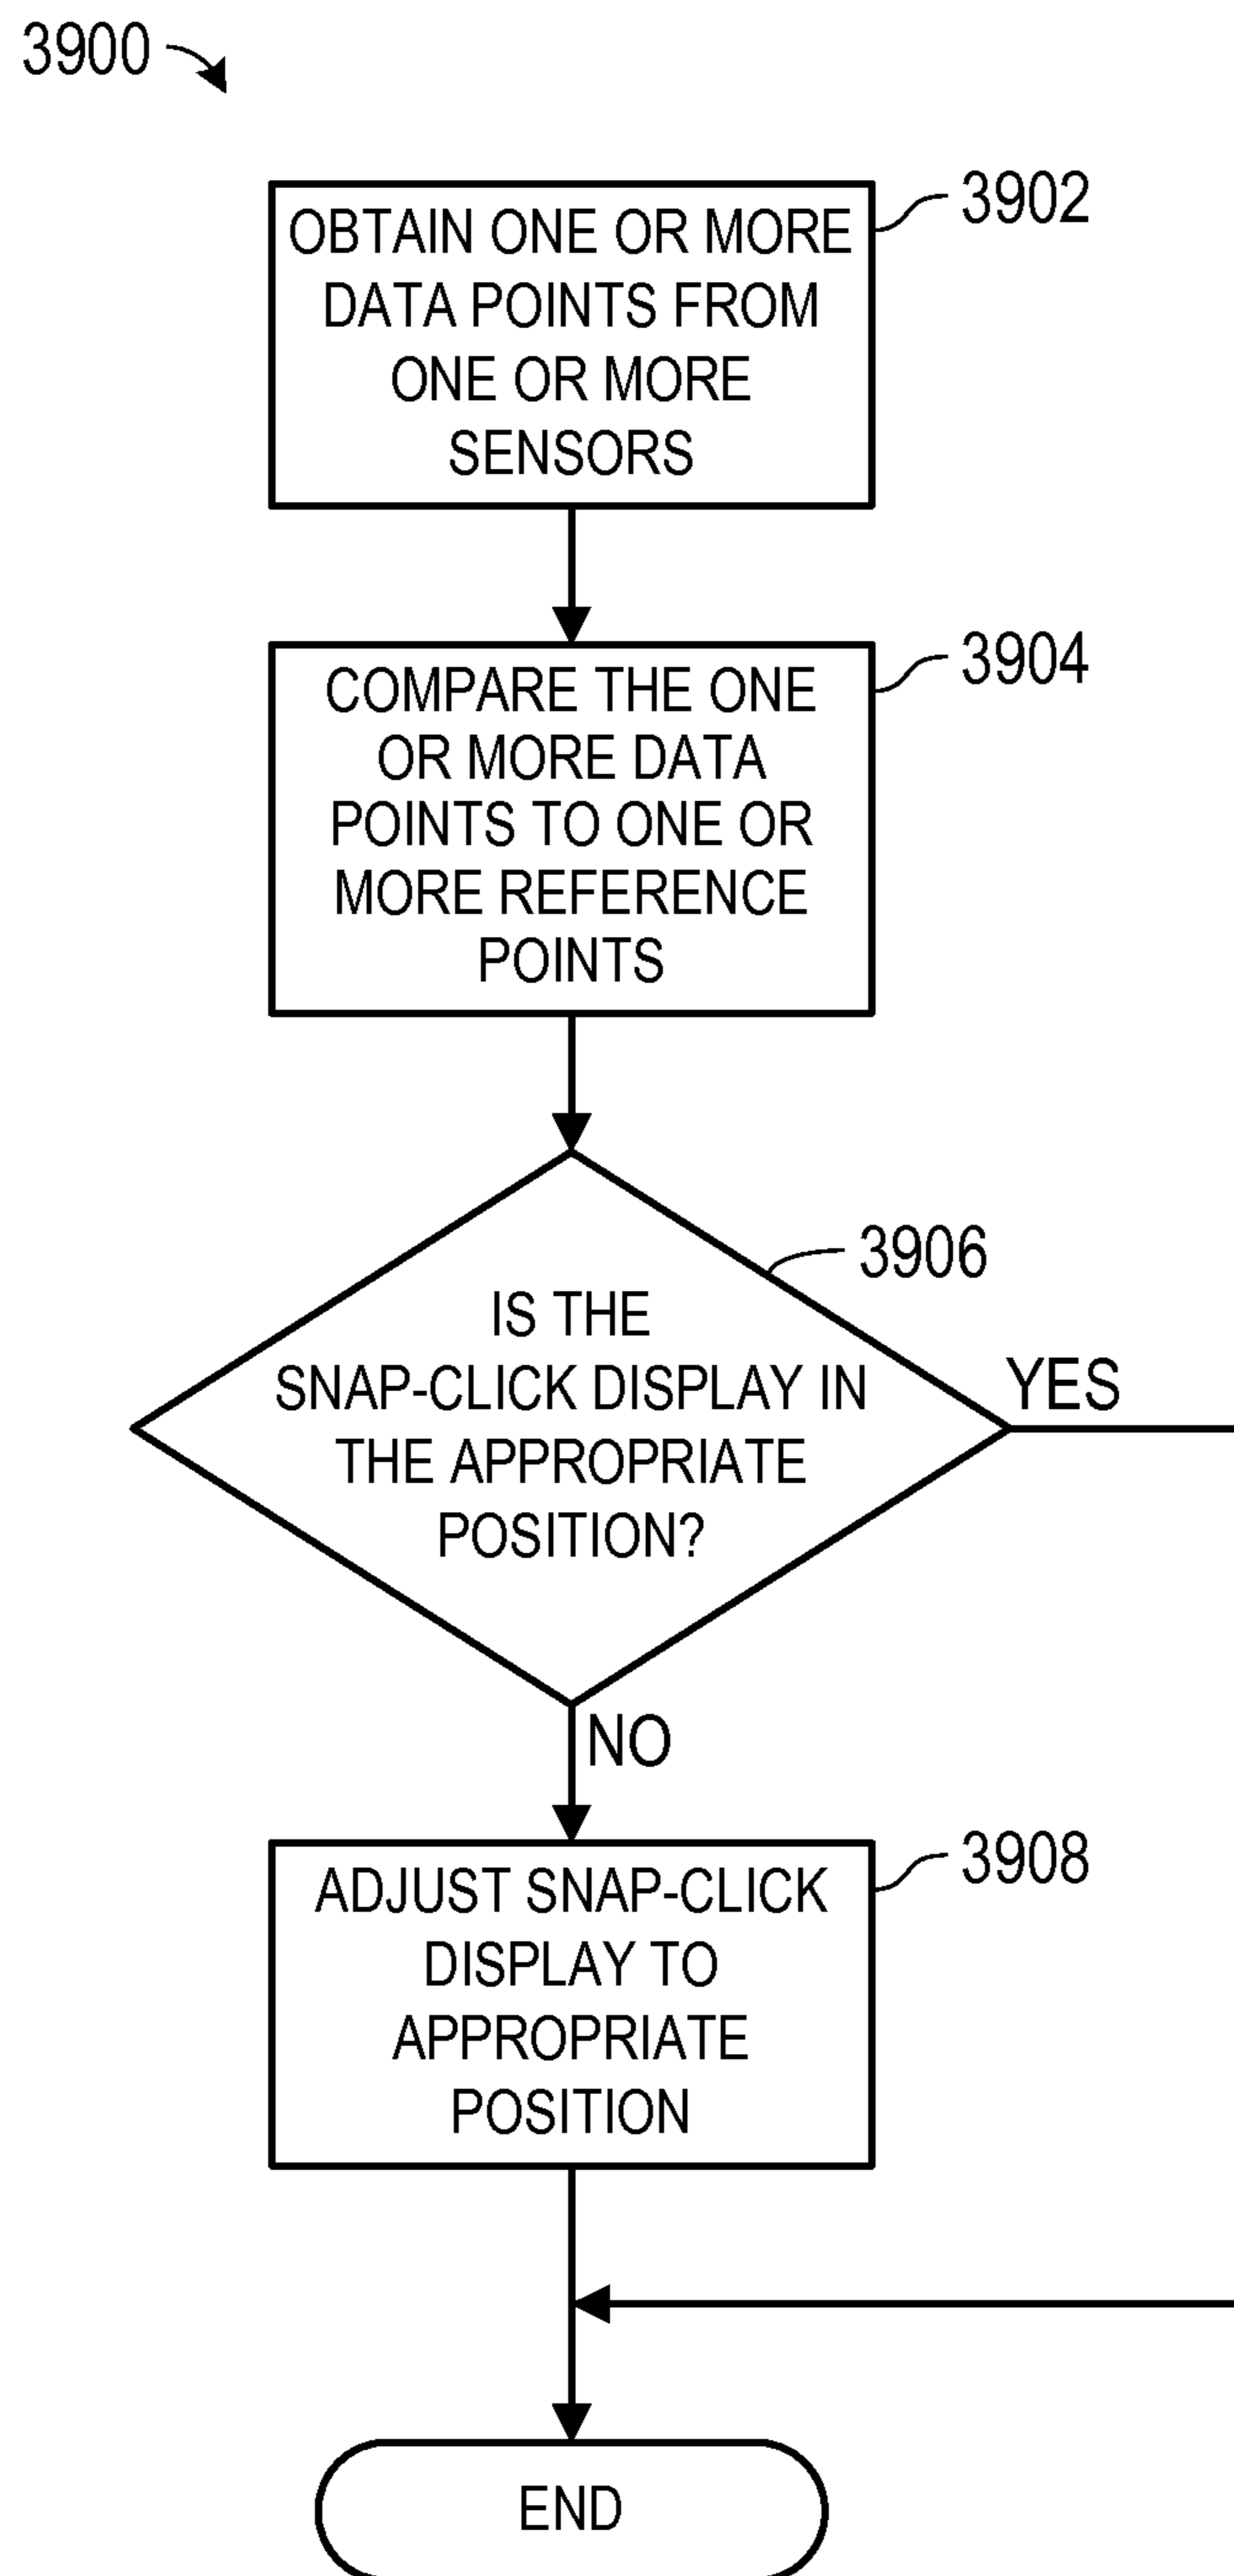 3900
OBTAIN ONE OR MORE
DATA POINTS FROM
ONE OR MORE
SENSORS
3902
COMPARE THE ONE
OR MORE DATA
POINTS TO ONE OR
MORE REFERENCE
POINTS
3904
IS THE
SNAP-CLICK DISPLAY IN
THE APPROPRIATE
POSITION?
3906
YES
NO
ADJUST SNAP-CLICK
DISPLAY TO
APPROPRIATE
POSITION
3908
END